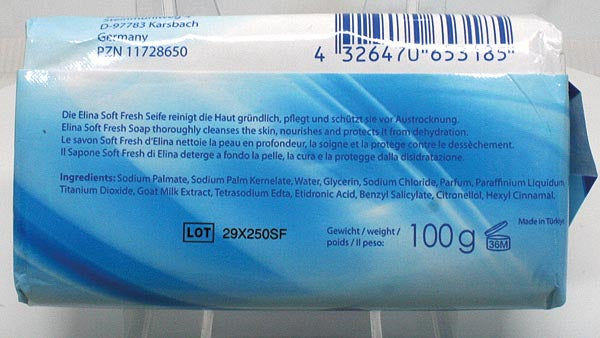 D-97783 Karsbach
Germany
PZN 11728650
4 326470 653185
Die Elina Soft Fresh Seife reinigt die Haut gründlich, pflegt und schützt sie vor Austrocknung.
Elina Soft Fresh Soap thoroughly cleanses the skin, nourishes and protects it from dehydration.
Le savon Soft Fresh d'Elina nettoie la peau en profondeur, la soigne et la protège contre le dessèchement.
Il Sapone Soft Fresh di Elina deterge a fondo la pelle, la cura e la protegge dalla disidratazione.
Ingredients: Sodium Palmate, Sodium Palm Kernelate, Water, Glycerin, Sodium Chloride, Parfum, Paraffinium Liquidum
Titanium Dioxide, Goat Milk Extract, Tetrasodium Edta, Etidronic Acid, Benzyl Salicylate, Citronellol, Hexyl Cinnamal.
Made in Türkiye
LOT 29X250SF
Gewicht / weight /
poids / Il peso: 100 g 36M